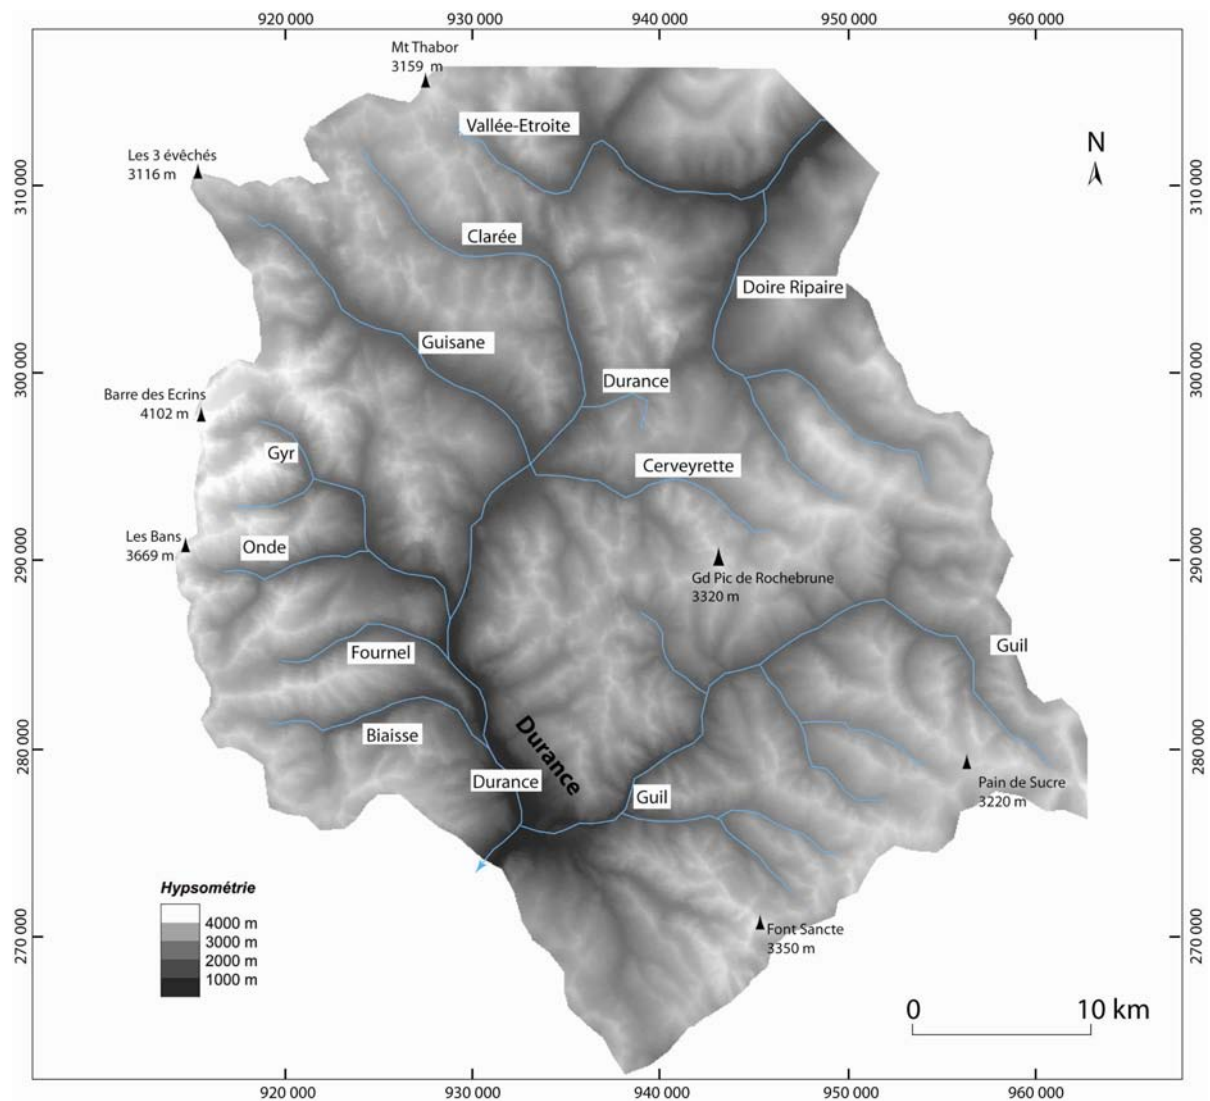 920 000 930 000 940 000 950 000 960 000
Mt Thabor
3159 m
Vallée-Etroite
N
Les 3 évêchés
3116 m
310 000
310 000
Clarée
Doire Ripaire
Guisane
300 000
300 000
Durance
Barre des Ecrins
4102 m
Gyr
Cerveyrette
Les Bans
3669 m
Onde
290 000
290 000
Gd Pic de Rochebrune
3320 m
Guil
Fournel
Biaisse
Durance
280 000
280 000
Durance
Guil
Pain de Sucre
3220 m
Hypsométrie
4000 m
3000 m
2000 m
1000 m
270 000
270 000
Font Sancte
3350 m
0 10 km
920 000 930 000 940 000 950 000 960 000